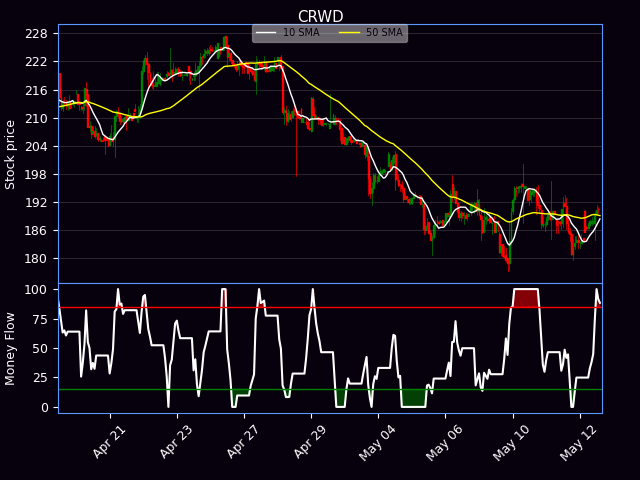 CRWD
10 SMA
50 SMA
Stock price
228
222
216
210
204
198
192
186
180
Money Flow
100
75
50
25
0
Apr 21
Apr 23
Apr 27
Apr 29
May 04
May 06
May 10
May 12